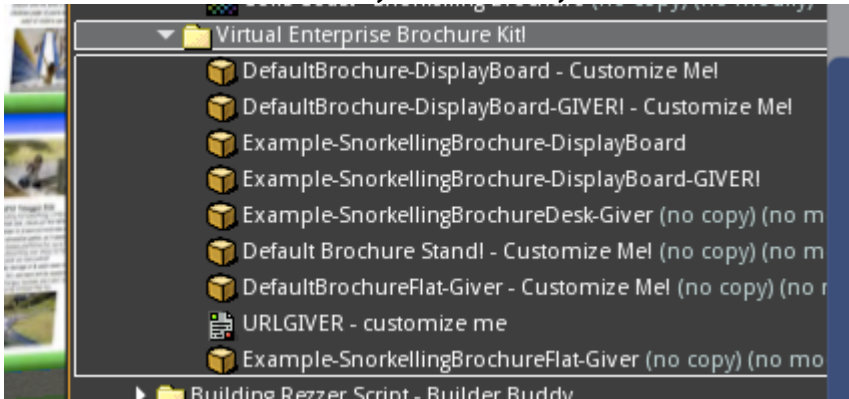 Virtual Enterprise Brochure Kit!
DefaultBrochure-DisplayBoard - Customize Me!
DefaultBrochure-DisplayBoard-GIVER! - Customize Me!
Example-SnorkellingBrochure-DisplayBoard
Example-SnorkellingBrochure-DisplayBoard-GIVER!
Example-SnorkellingBrochureDesk-Giver (no copy) (no m
Default Brochure Stand! - Customize Me! (no copy) (no m
DefaultBrochureFlat-Giver - Customize Me! (no copy) (no
URLGIVER - customize me
Example-SnorkellingBrochureFlat-Giver (no copy) (no mo
Building Rezzer Script - Builder Buddy